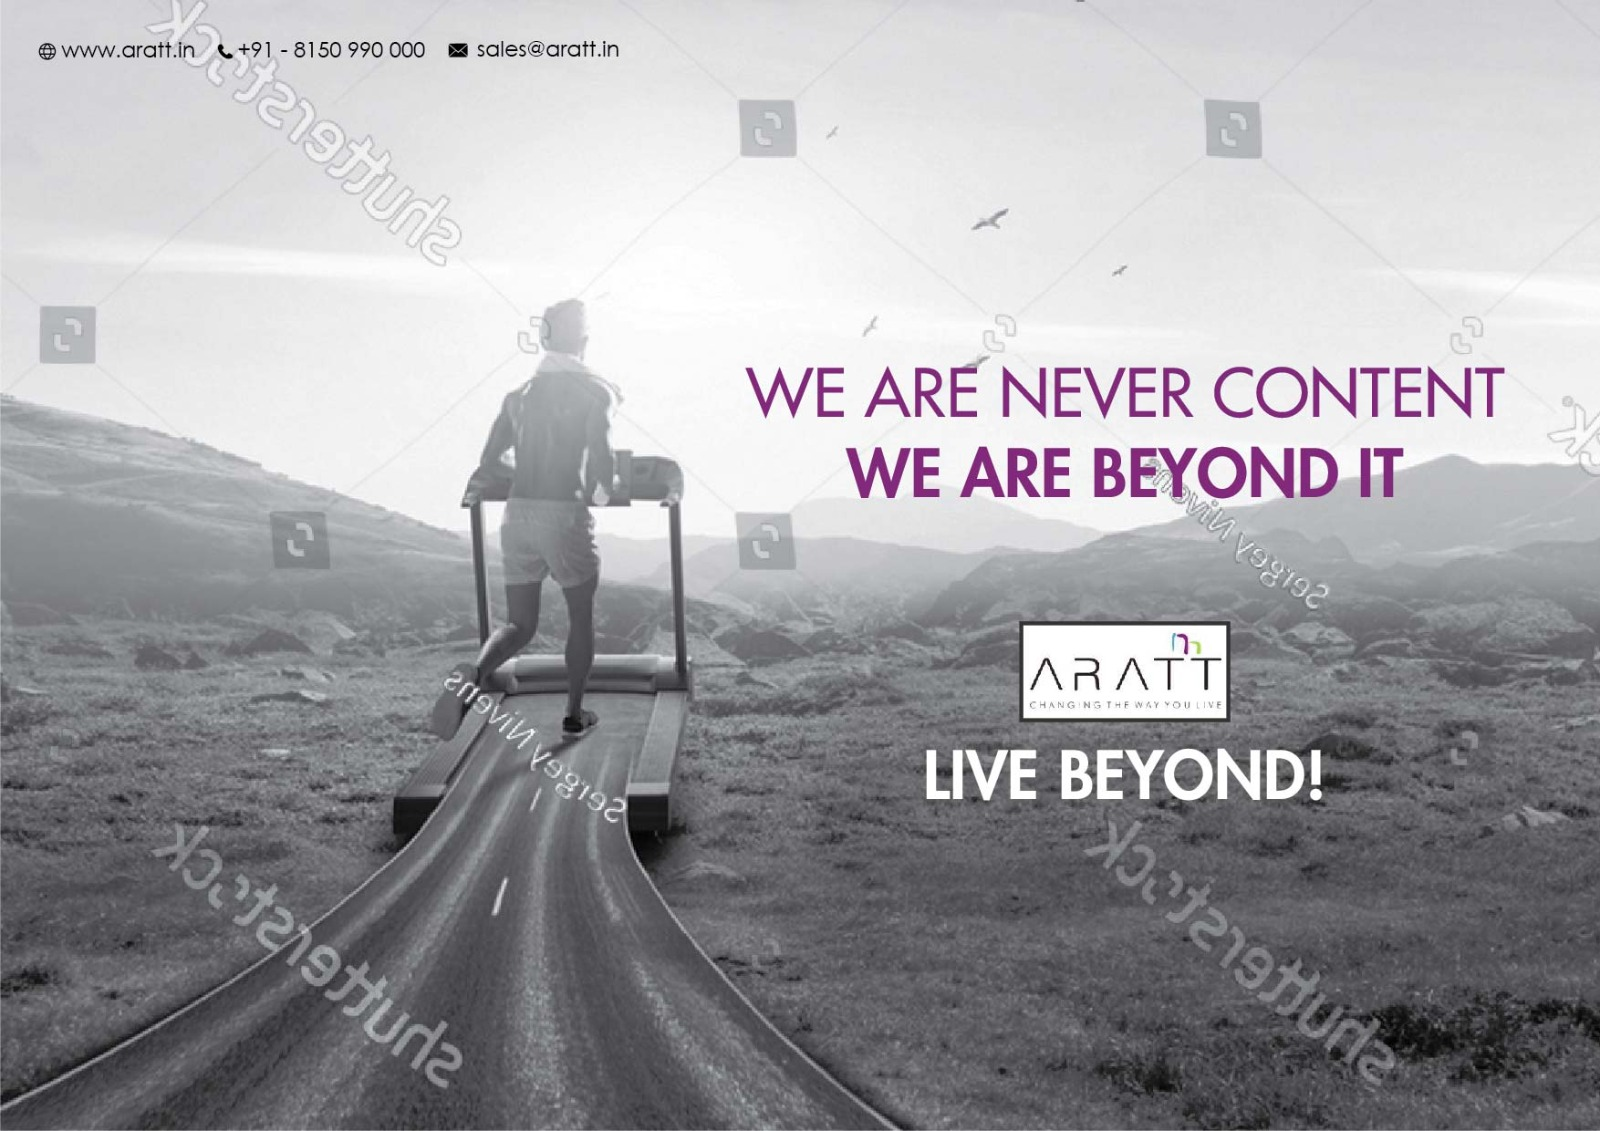 www.aratt.in +91 - 8150 990 000 sales@aratt.in
shutterstock
WE ARE NEVER CONTENT
WE ARE BEYOND IT
Sergey Nivens
ARATT
CHANGING THE WAY YOU LIVE
Sergey Nivens
LIVE BEYOND!
shutterstock
shutterstock